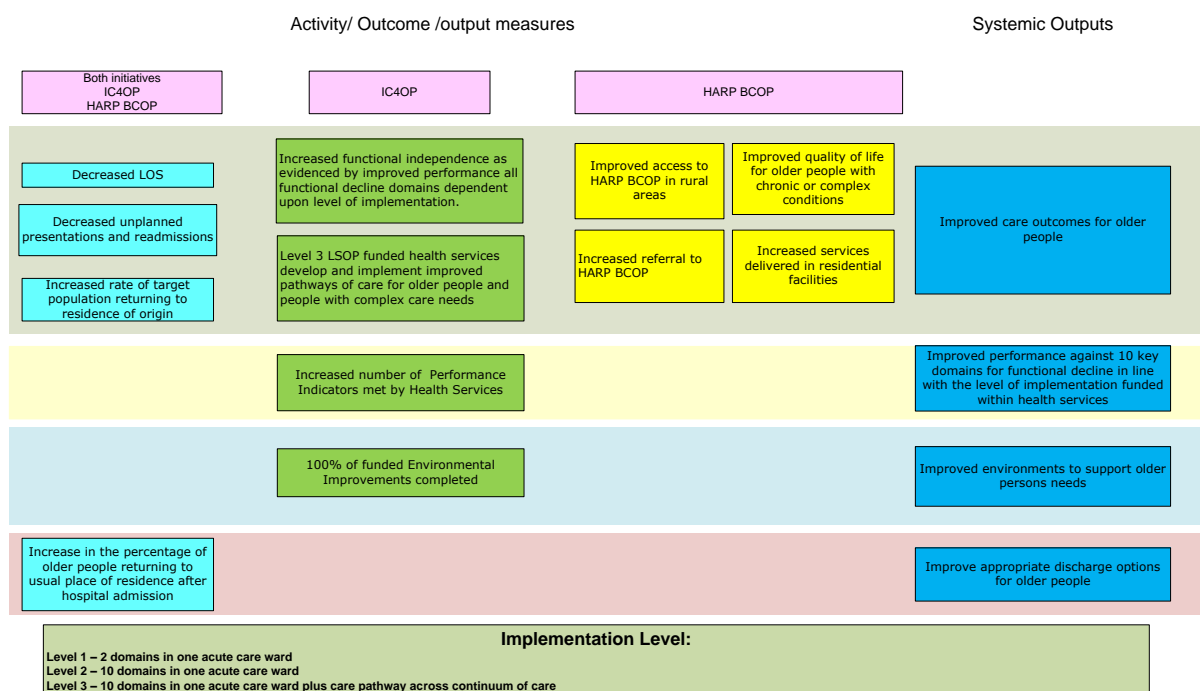 Activity/ Outcome /output measures
Systemic Outputs
Both initiatives
IC4OP
HARP BCOP
IC4OP
HARP BCOP
Decreased LOS
Decreased unplanned
presentations and readmissions
Increased rate of target
population returning to
residence of origin
Increased functional independence as
evidenced by improved performance all
functional decline domains dependent
upon level of implementation.
Level 3 LSOP funded health services
develop and implement improved
pathways of care for older people and
people with complex care needs
Improved access to
HARP BCOP in rural
areas
Improved quality of life
for older people with
chronic or complex
conditions
Increased referral to
HARP BCOP
Increased services
delivered in residential
facilities
Improved care outcomes for older
people
Increased number of Performance
Indicators met by Health Services
Improved performance against 10 key
domains for functional decline in line
with the level of implementation funded
within health services
100% of funded Environmental
Improvements completed
Improved environments to support older
persons needs
Increase in the percentage of
older people returning to
usual place of residence after
hospital admission
Improve appropriate discharge options
for older people
Implementation Level:
Level 1 – 2 domains in one acute care ward
Level 2 – 10 domains in one acute care ward
Level 3 – 10 domains in one acute care ward plus care pathway across continuum of care